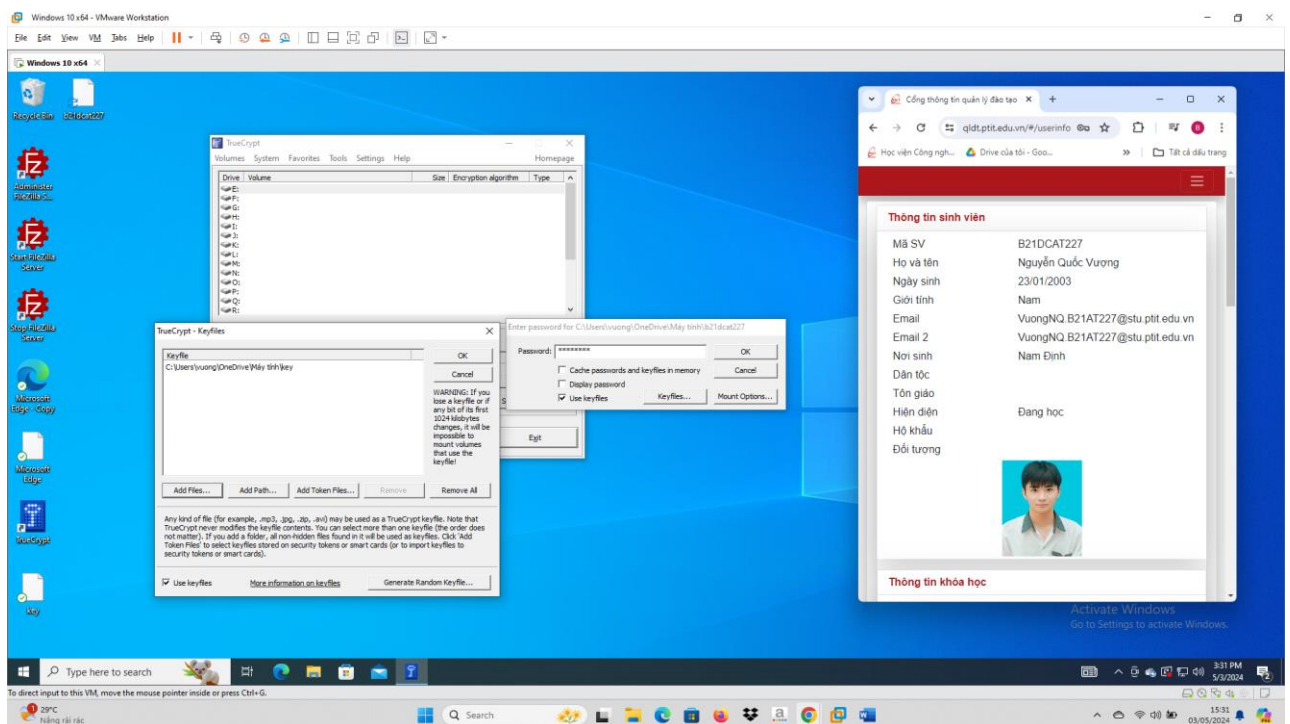 Windows 10 x64 - VMware Workstation
File Edit View VM Tabs Help
Windows 10 x64
Recycle Bin b21dcat227
Administer
FileZilla S...
Start FileZilla
Server
Stop FileZilla
Server
Microsoft
Edge - Copy
Microsoft
Edge
TrueCrypt
Key
TrueCrypt
Volumes System Favorites Tools Settings Help Homepage
Drive Volume Size Encryption algorithm Type
E:
F:
G:
H:
I:
J:
K:
L:
M:
N:
O:
P:
Q:
R:
Exit
TrueCrypt - Keyfiles
Keyfile
C:\Users\vuong\OneDrive\Máy tính\key
OK
Cancel
WARNING: If you
lose a keyfile or if
any bit of its first
1024 kilobytes
changes, it will be
impossible to
mount volumes
that use the
keyfile!
Add Files... Add Path... Add Token Files... Remove Remove All
Any kind of file (for example, .mp3, .jpg, .zip, .avi) may be used as a TrueCrypt keyfile. Note that
TrueCrypt never modifies the keyfile contents. You can select more than one keyfile (the order does
not matter). If you add a folder, all non-hidden files found in it will be used as keyfiles. Click 'Add
Token Files' to select keyfiles stored on security tokens or smart cards (or to import keyfiles to
security tokens or smart cards).
Use keyfiles More information on keyfiles Generate Random Keyfile...
Enter password for C:\Users\vuong\OneDrive\Máy tính\b21dcat227
Password: ******** OK
Cache passwords and keyfiles in memory Cancel
Display password
Use keyfiles Keyfiles... Mount Options...
Cổng thông tin quản lý đào tạo
qldt.ptit.edu.vn/#/userinfo B
Học viện Công ngh... Drive của tôi - Goo... Tất cả dấu trang
Thông tin sinh viên
Mã SV B21DCAT227
Họ và tên Nguyễn Quốc Vượng
Ngày sinh 23/01/2003
Giới tính Nam
Email VuongNQ.B21AT227@stu.ptit.edu.vn
Email 2 VuongNQ.B21AT227@stu.ptit.edu.vn
Nơi sinh Nam Định
Dân tộc
Tôn giáo
Hiện diện Đang học
Hộ khẩu
Đối tượng
Thông tin khóa học
Activate Windows
Go to Settings to activate Windows.
Type here to search
3:31 PM
5/3/2024
To direct input to this VM, move the mouse pointer inside or press Ctrl+G.
29°C
Nắng rải rác
Search
15:31
03/05/2024